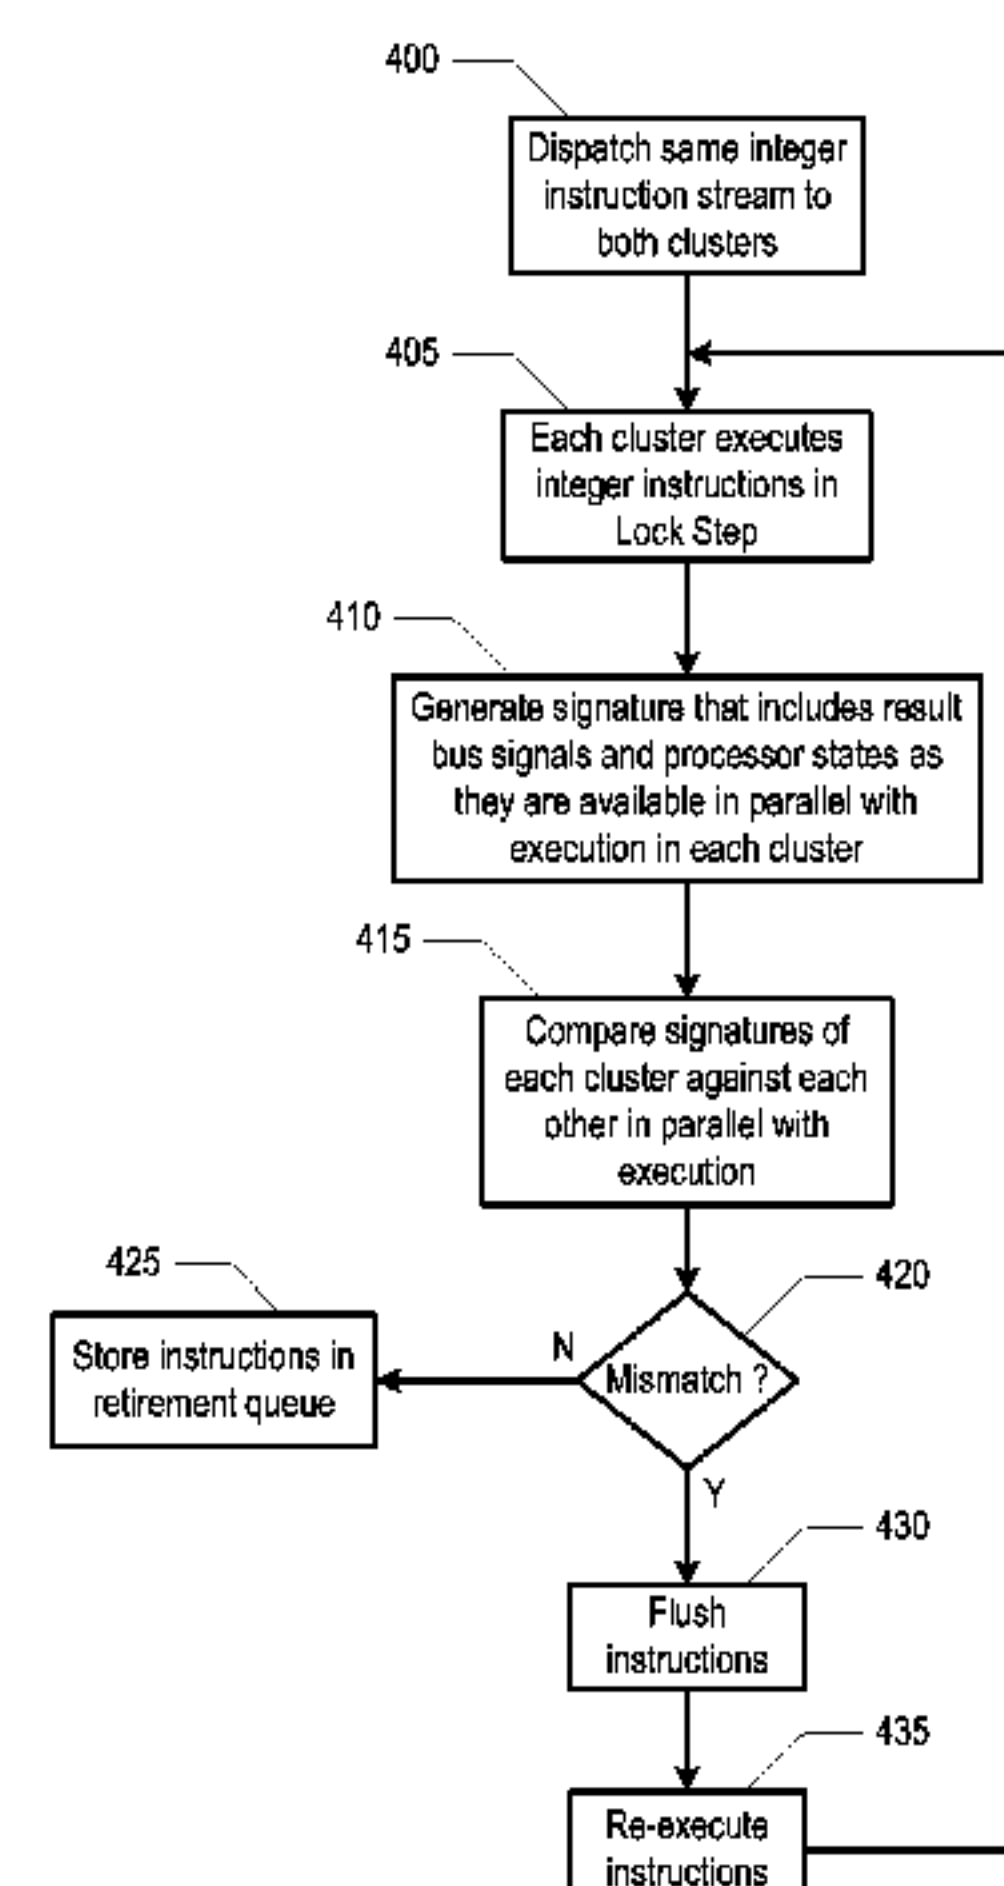 400
Dispatch same integer
instruction stream to
both clusters
405
Each cluster executes
integer instructions in
Lock Step
410
Generate signature that includes result
bus signals and processor states as
they are available in parallel with
execution in each cluster
415
Compare signatures of
each cluster against each
other in parallel with
execution
425
420
Store instructions in
retirement queue
N
Mismatch ?
Y
430
Flush
instructions
435
Re-execute
instructions